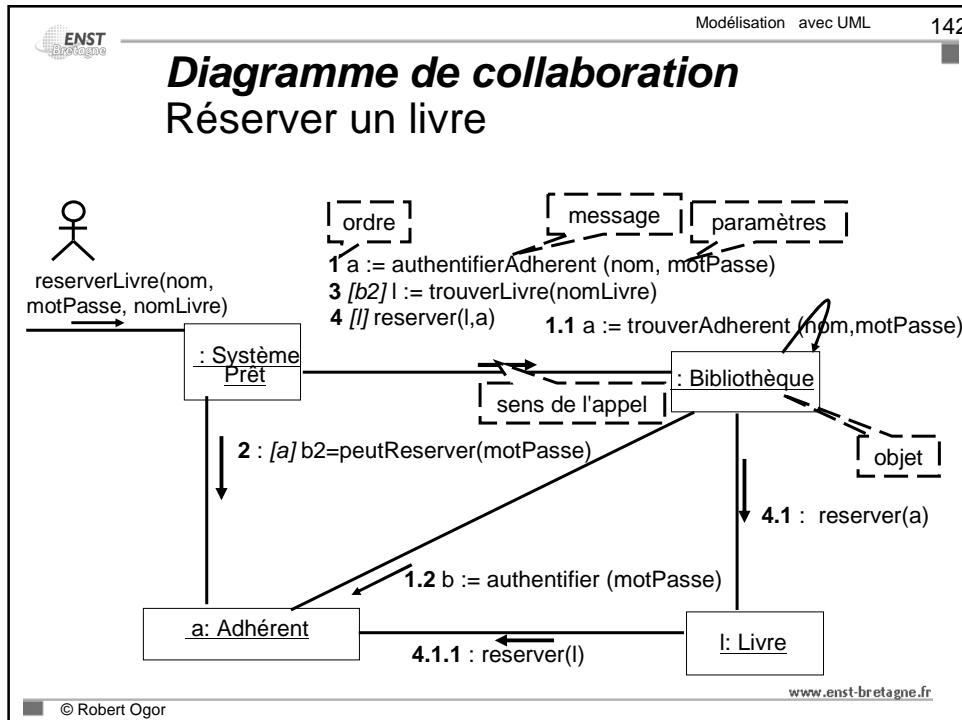 ENST
Bretagne
Modélisation avec UML
142
Diagramme de collaboration
Réserver un livre
ordre
message
paramètres
1 a := authentifierAdherent (nom, motPasse)
3 [b2] l := trouverLivre(nomLivre)
4 [l] reserver(l,a)
reserverLivre(nom,
motPasse, nomLivre)
1.1 a := trouverAdherent (nom,motPasse)
: Système
Prêt
: Bibliothèque
sens de l'appel
objet
2 : [a] b2=peutReserver(motPasse)
4.1 : reserver(a)
1.2 b := authentifier (motPasse)
a: Adhérent
l: Livre
4.1.1 : reserver(l)
www.enst-bretagne.fr
© Robert Ogor